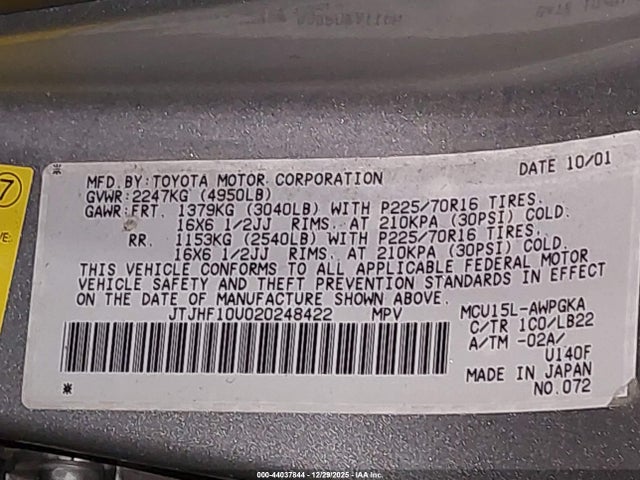 MFD. BY: TOYOTA MOTOR CORPORATION DATE 10/01
GVWR: 2247KG (4950LB)
GAWR: FRT. 1379KG (3040LB) WITH P225/70R16 TIRES.
16X6 1/2JJ RIMS. AT 210KPA (30PSI) COLD.
RR. 1153KG (2540LB) WITH P225/70R16 TIRES.
16X6 1/2JJ RIMS. AT 210KPA (30PSI) COLD.
THIS VEHICLE CONFORMS TO ALL APPLICABLE FEDERAL MOTOR
VEHICLE SAFETY AND THEFT PREVENTION STANDARDS IN EFFECT
ON THE DATE OF MANUFACTURE SHOWN ABOVE.
JTJHF10U020248422 MPV MCU15L-AWPGKA
C/TR 1C0/LB22
A/TM -02A/
U140F
MADE IN JAPAN
NO.072
7
VE:
000-44037844 - 12/29/2025 - IAA Inc.